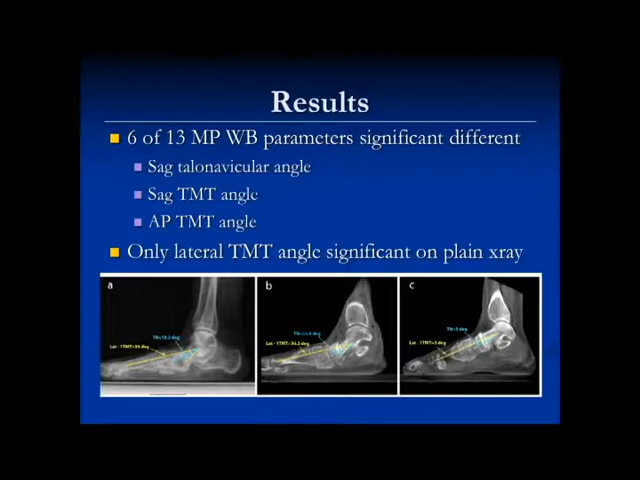 Results
6 of 13 MP WB parameters significant different
Sag talonavicular angle
Sag TMT angle
AP TMT angle
Only lateral TMT angle significant on plain xray
a
b
c